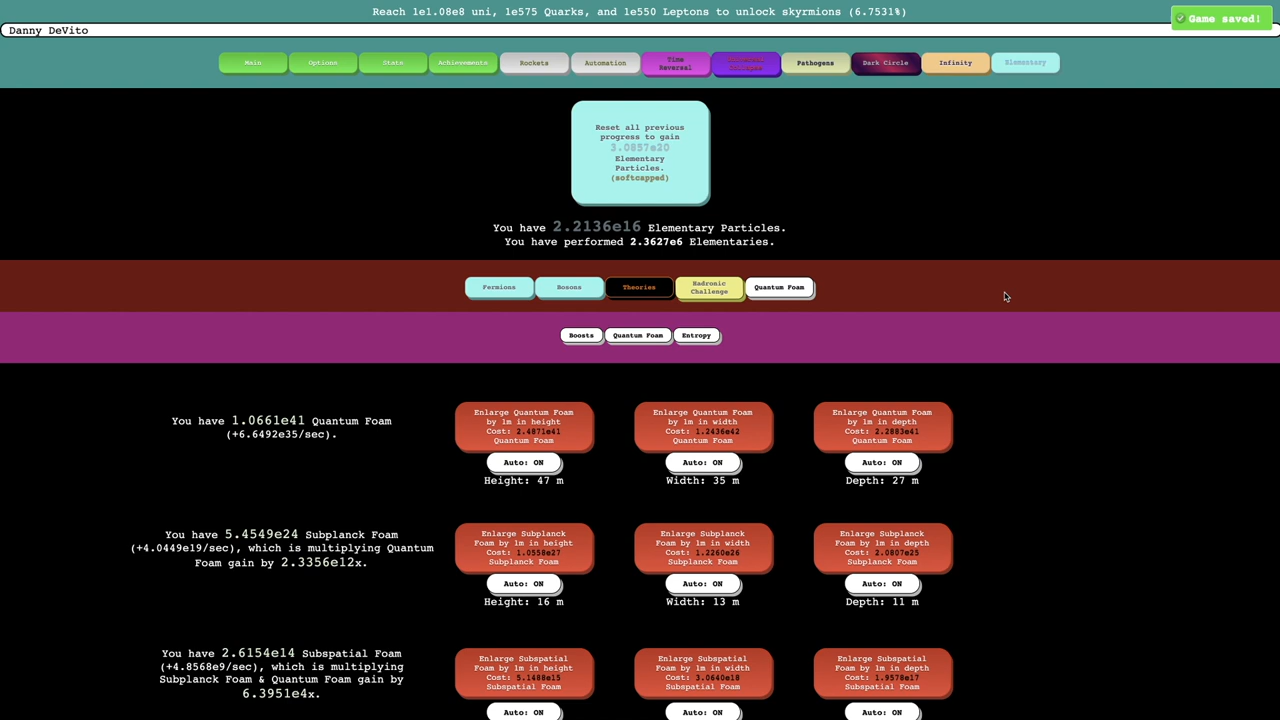 Reach 1e1.08e8 uni, 1e575 Quarks, and 1e550 Leptons to unlock skyrmions (6.7531%)
Game saved!
Danny DeVito
Main Options Stats Achievements Rockets Automation Time Reversal Pathogens Dark Circle Infinity Elementary
Reset all previous
progress to gain
3.0857e20
Elementary
Particles.
(softcapped)
You have 2.2136e16 Elementary Particles.
You have performed 2.3627e6 Elementaries.
Fermions Bosons Theories Hadronic Challenge Quantum Foam
Boosts Quantum Foam Entropy
You have 1.0661e41 Quantum Foam
(+6.6492e35/sec).
Enlarge Quantum Foam
by 1m in height
Cost: 2.4871e41
Quantum Foam
Auto: ON
Height: 47 m
Enlarge Quantum Foam
by 1m in width
Cost: 1.2436e42
Quantum Foam
Auto: ON
Width: 35 m
Enlarge Quantum Foam
by 1m in depth
Cost: 2.2883e41
Quantum Foam
Auto: ON
Depth: 27 m
You have 5.4549e24 Subplanck Foam
(+4.0449e19/sec), which is multiplying Quantum
Foam gain by 2.3356e12x.
Enlarge Subplanck
Foam by 1m in height
Cost: 1.0558e27
Subplanck Foam
Auto: ON
Height: 16 m
Enlarge Subplanck
Foam by 1m in width
Cost: 1.2260e26
Subplanck Foam
Auto: ON
Width: 13 m
Enlarge Subplanck
Foam by 1m in depth
Cost: 2.0807e25
Subplanck Foam
Auto: ON
Depth: 11 m
You have 2.6154e14 Subspatial Foam
(+4.8568e9/sec), which is multiplying
Subplanck Foam & Quantum Foam gain by
6.3951e4x.
Enlarge Subspatial
Foam by 1m in height
Cost: 5.1488e15
Subspatial Foam
Auto: ON
Enlarge Subspatial
Foam by 1m in width
Cost: 3.0640e18
Subspatial Foam
Auto: ON
Enlarge Subspatial
Foam by 1m in depth
Cost: 1.9578e17
Subspatial Foam
Auto: ON